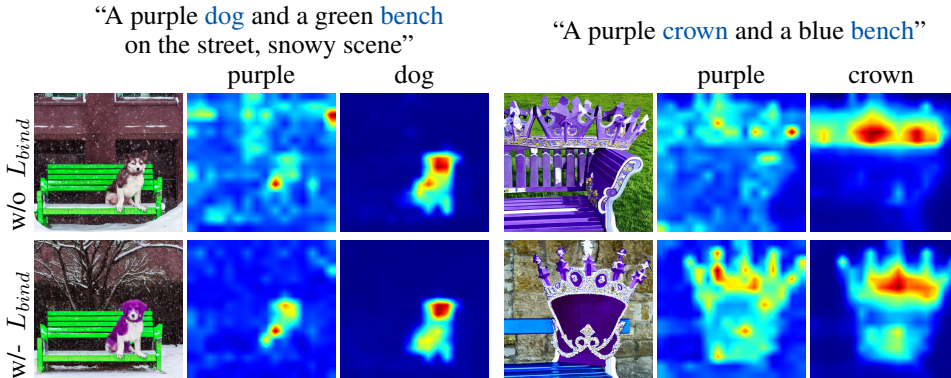 “A purple dog and a green bench
on the street, snowy scene”
“A purple crown and a blue bench”
purple dog purple crown
w/o L_bind
w/- L_bind